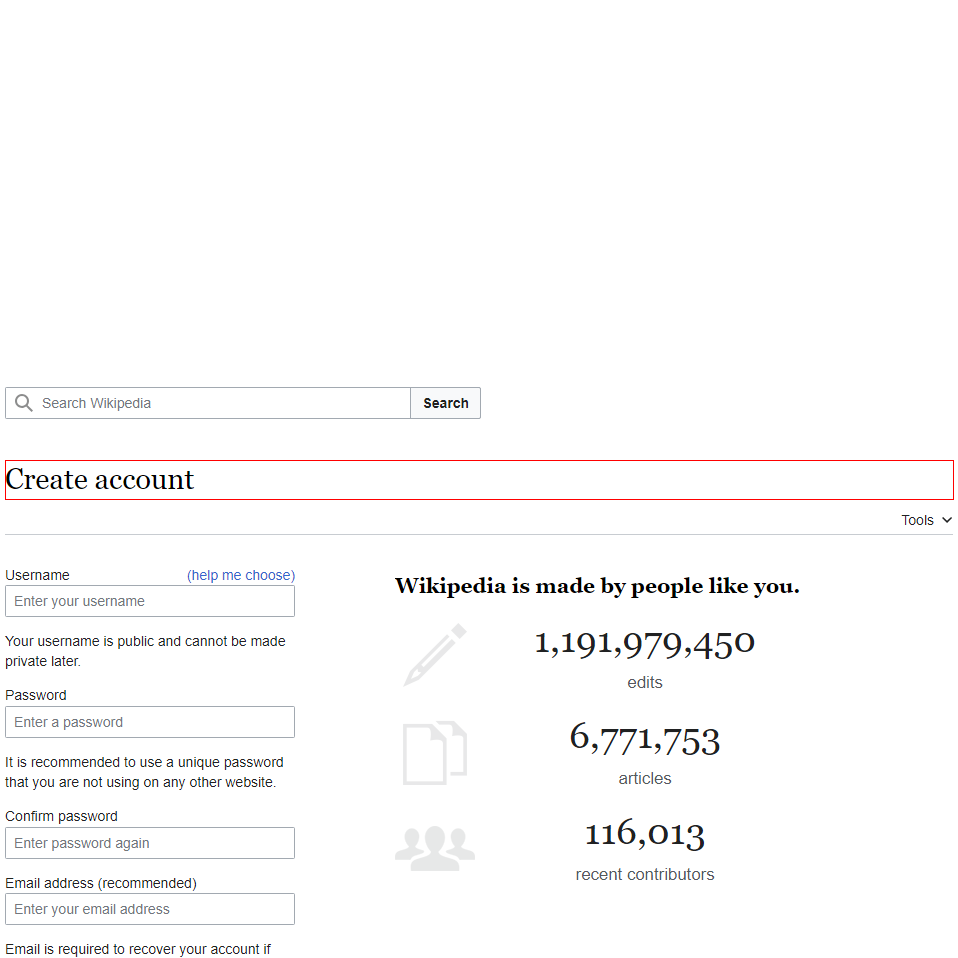 Search Wikipedia
Search
Create account
Tools
Username (help me choose)
Enter your username
Your username is public and cannot be made
private later.
Password
Enter a password
It is recommended to use a unique password
that you are not using on any other website.
Confirm password
Enter password again
Email address (recommended)
Enter your email address
Email is required to recover your account if
Wikipedia is made by people like you.
1,191,979,450
edits
6,771,753
articles
116,013
recent contributors